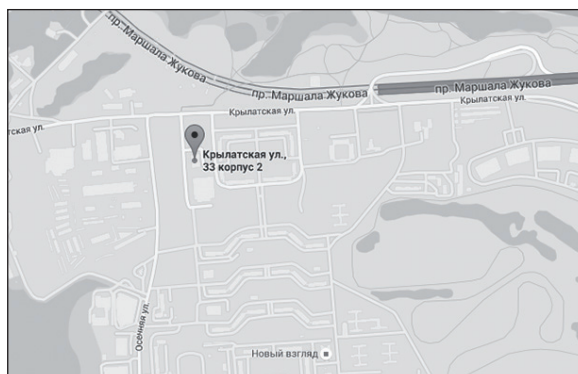 пр. Маршала Жукова
пр. Маршала Жукова
пр. Маршала Жукова
Крылатская ул.
Крылатская ул.
тская ул.
Крылатская ул.,
33 корпус 2
Осенняя ул.
Новый взгляд